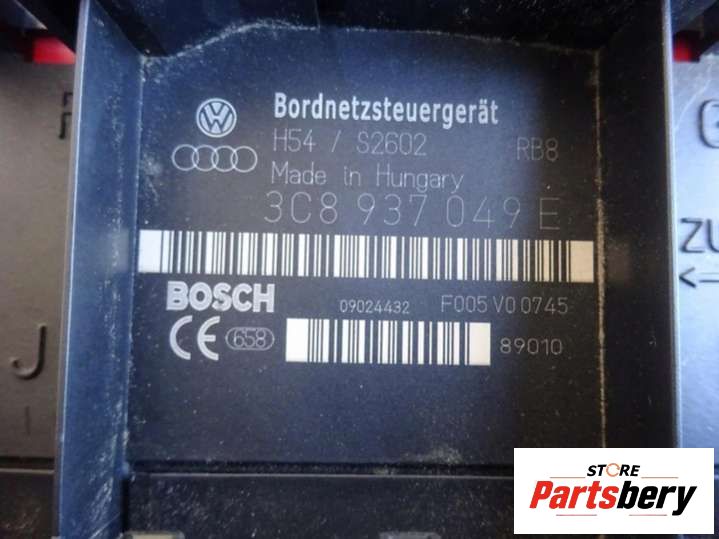 Bordnetzsteuergerät
H54 / S2602 RB8
Made in Hungary
3C8 937 049 E
BOSCH 09024432 F005 V0 0745
CE 658 89010
J
ZU
STORE
Partsbery